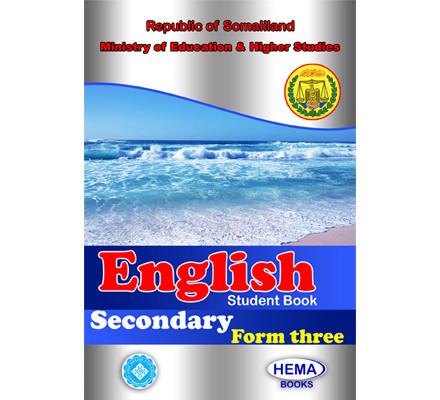 Republic of Somaliland
Ministry of Education & Higher Studies
English
Student Book
Secondary
Form three
HEMA
BOOKS